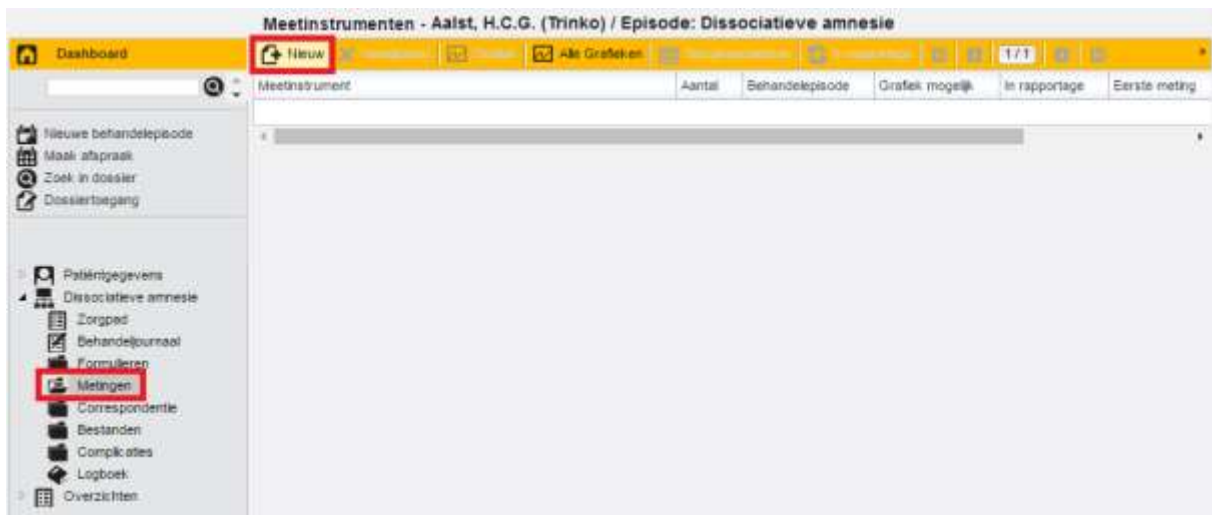 Meetinstrumenten - Aalst, H.C.G. (Trinko) / Episode: Dissociatieve amnesie
Dashboard
Nieuw
Alle Grafieken
1 / 1
Meetinstrument Aantal Behandelepisode Grafiek mogelijk In rapportage Eerste meting
Nieuwe behandelepisode
Maak afspraak
Zoek in dossier
Dossiertoegang
Patiëntgegevens
Dissociatieve amnesie
Zorgpad
Behandeljournaal
Formulieren
Metingen
Correspondentie
Bestanden
Complicaties
Logboek
Overzichten